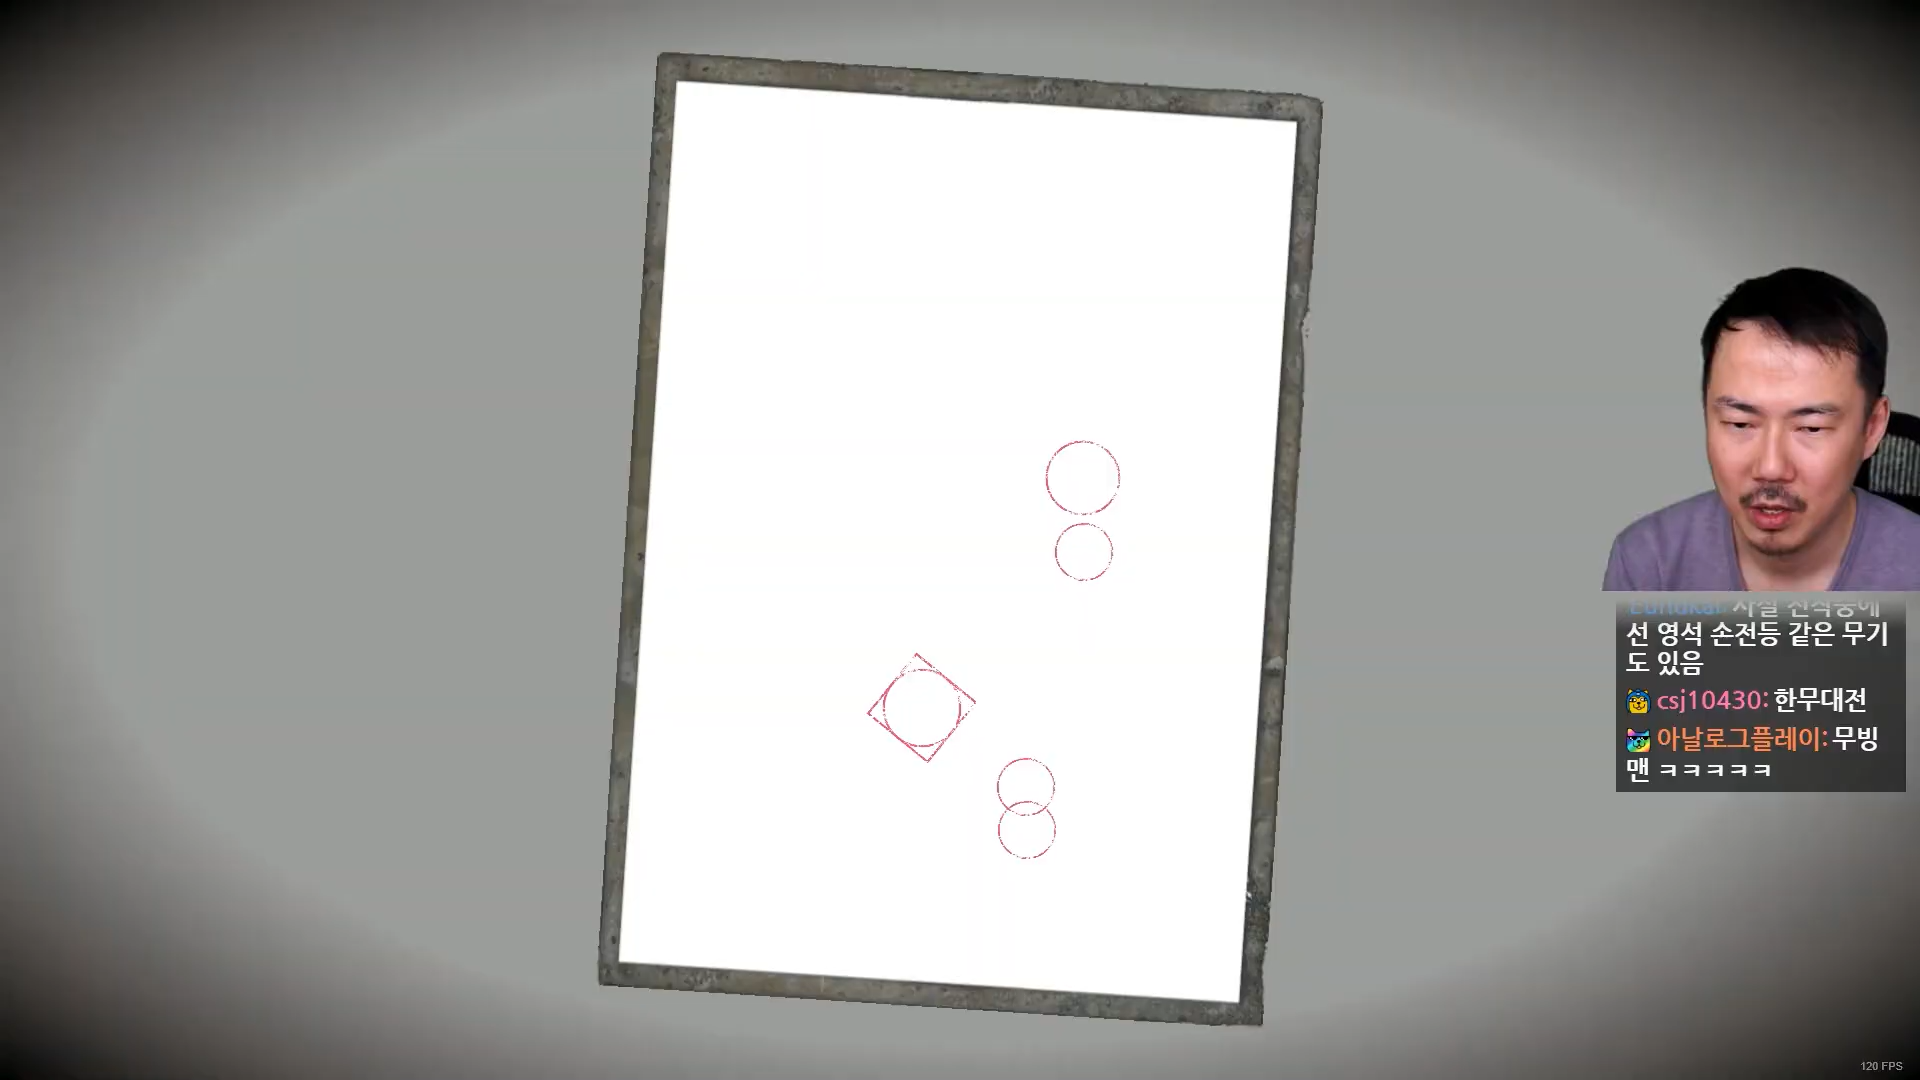 선 영석 손전등 같은 무기
도 있음
csj10430: 한무대전
아날로그플레이: 무빙
맨 ㅋㅋㅋㅋㅋ
120 FPS